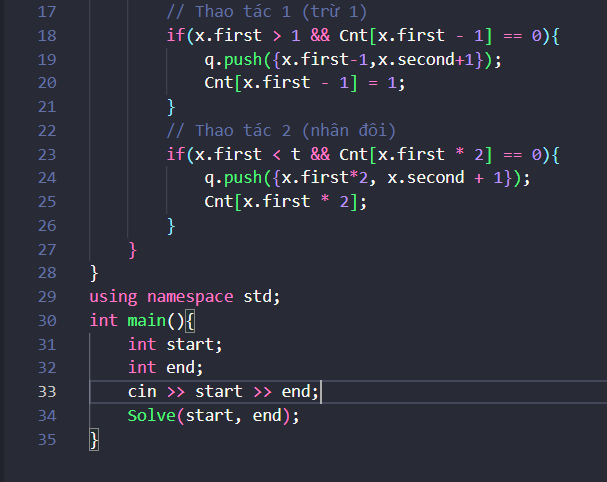 17 // Thao tác 1 (trừ 1)
18 if(x.first > 1 && Cnt[x.first - 1] == 0){
19 q.push({x.first-1,x.second+1});
20 Cnt[x.first - 1] = 1;
21 }
22 // Thao tác 2 (nhân đôi)
23 if(x.first < t && Cnt[x.first * 2] == 0){
24 q.push({x.first*2, x.second + 1});
25 Cnt[x.first * 2];
26 }
27 }
28 }
29 using namespace std;
30 int main(){
31 int start;
32 int end;
33 cin >> start >> end;
34 Solve(start, end);
35 }